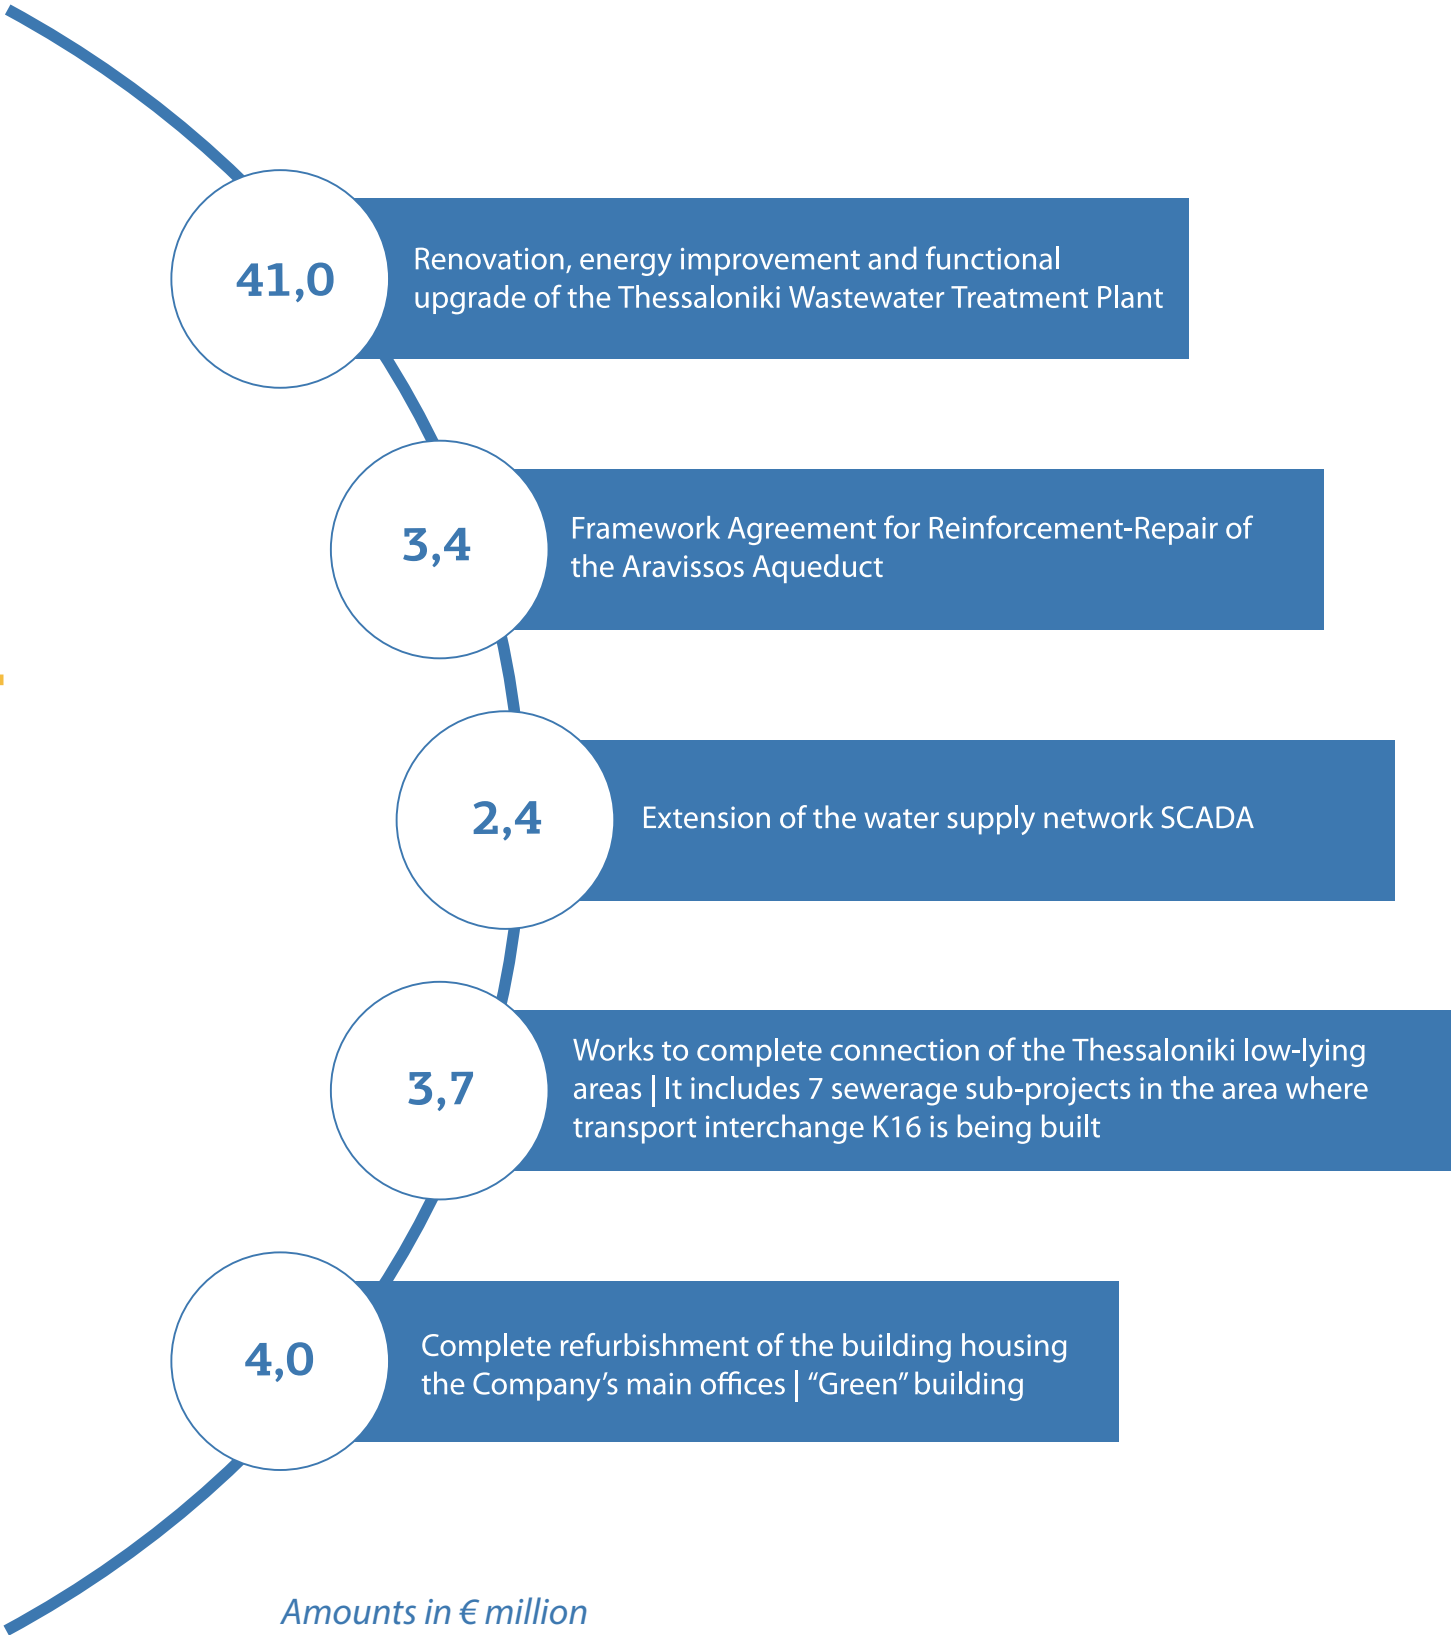 41,0
Renovation, energy improvement and functional
upgrade of the Thessaloniki Wastewater Treatment Plant
3,4
Framework Agreement for Reinforcement-Repair of
the Aravissos Aqueduct
2,4
Extension of the water supply network SCADA
3,7
Works to complete connection of the Thessaloniki low-lying
areas | It includes 7 sewerage sub-projects in the area where
transport interchange K16 is being built
4,0
Complete refurbishment of the building housing
the Company’s main offices | “Green” building
Amounts in € million